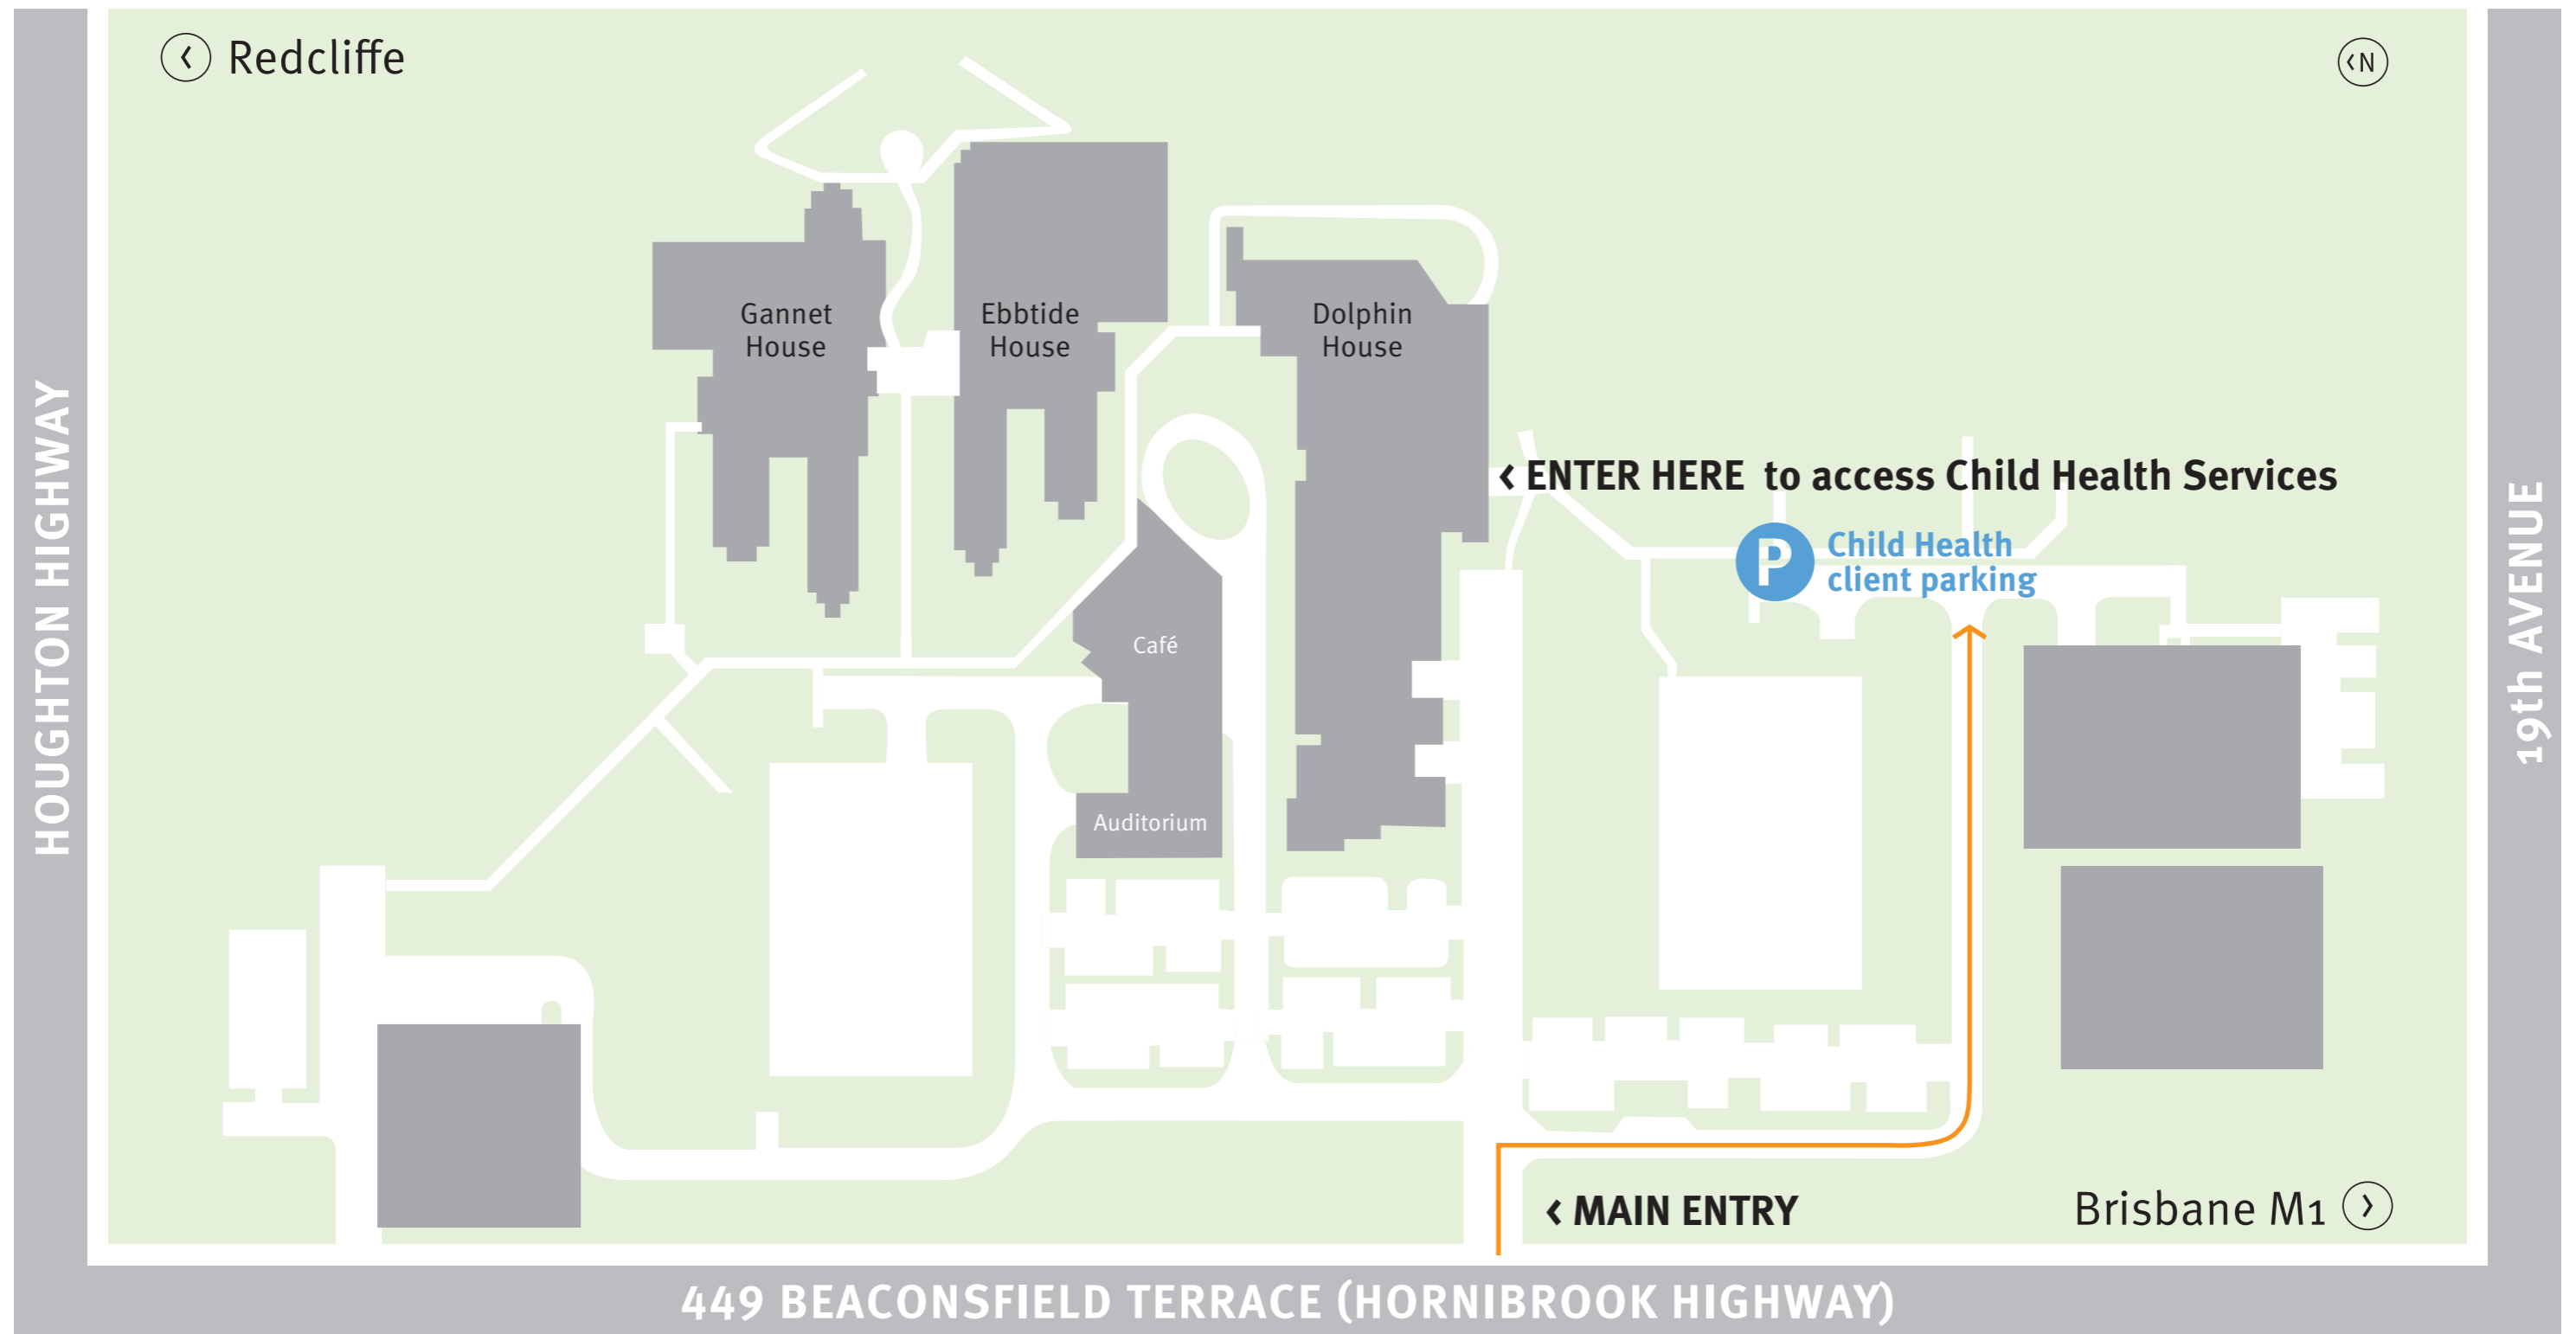 Redcliffe
N
HOUGHTON HIGHWAY
Gannet
House
Ebbtide
House
Dolphin
House
‹ ENTER HERE to access Child Health Services
P
Child Health
client parking
Café
Auditorium
19th AVENUE
‹ MAIN ENTRY
Brisbane M1
449 BEACONSFIELD TERRACE (HORNIBROOK HIGHWAY)